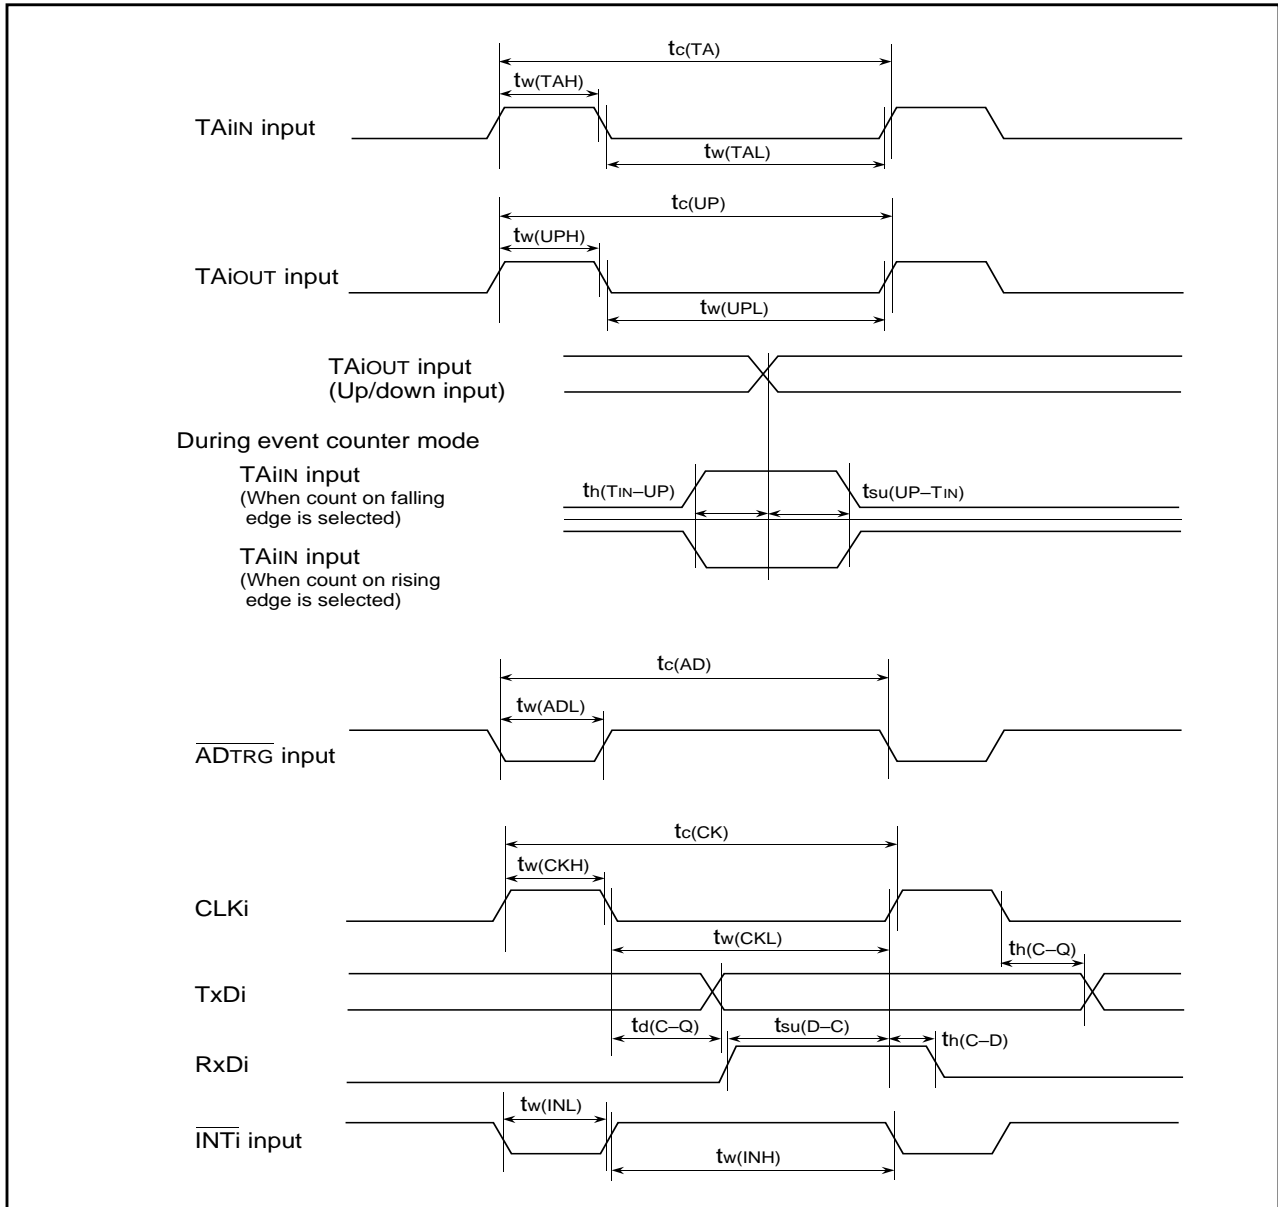 tc(TA)
tw(TAH)
TAiIN input
tw(TAL)
tc(UP)
tw(UPH)
TAiOUT input
tw(UPL)
TAiOUT input
(Up/down input)
During event counter mode
TAiIN input
(When count on falling
edge is selected)
th(TIN–UP)
tsu(UP–TIN)
TAiIN input
(When count on rising
edge is selected)
tc(AD)
tw(ADL)
ADTRG input
tc(CK)
tw(CKH)
CLKi
tw(CKL)
th(C–Q)
TxDi
td(C–Q)
tsu(D–C)
th(C–D)
RxDi
tw(INL)
INTi input
tw(INH)